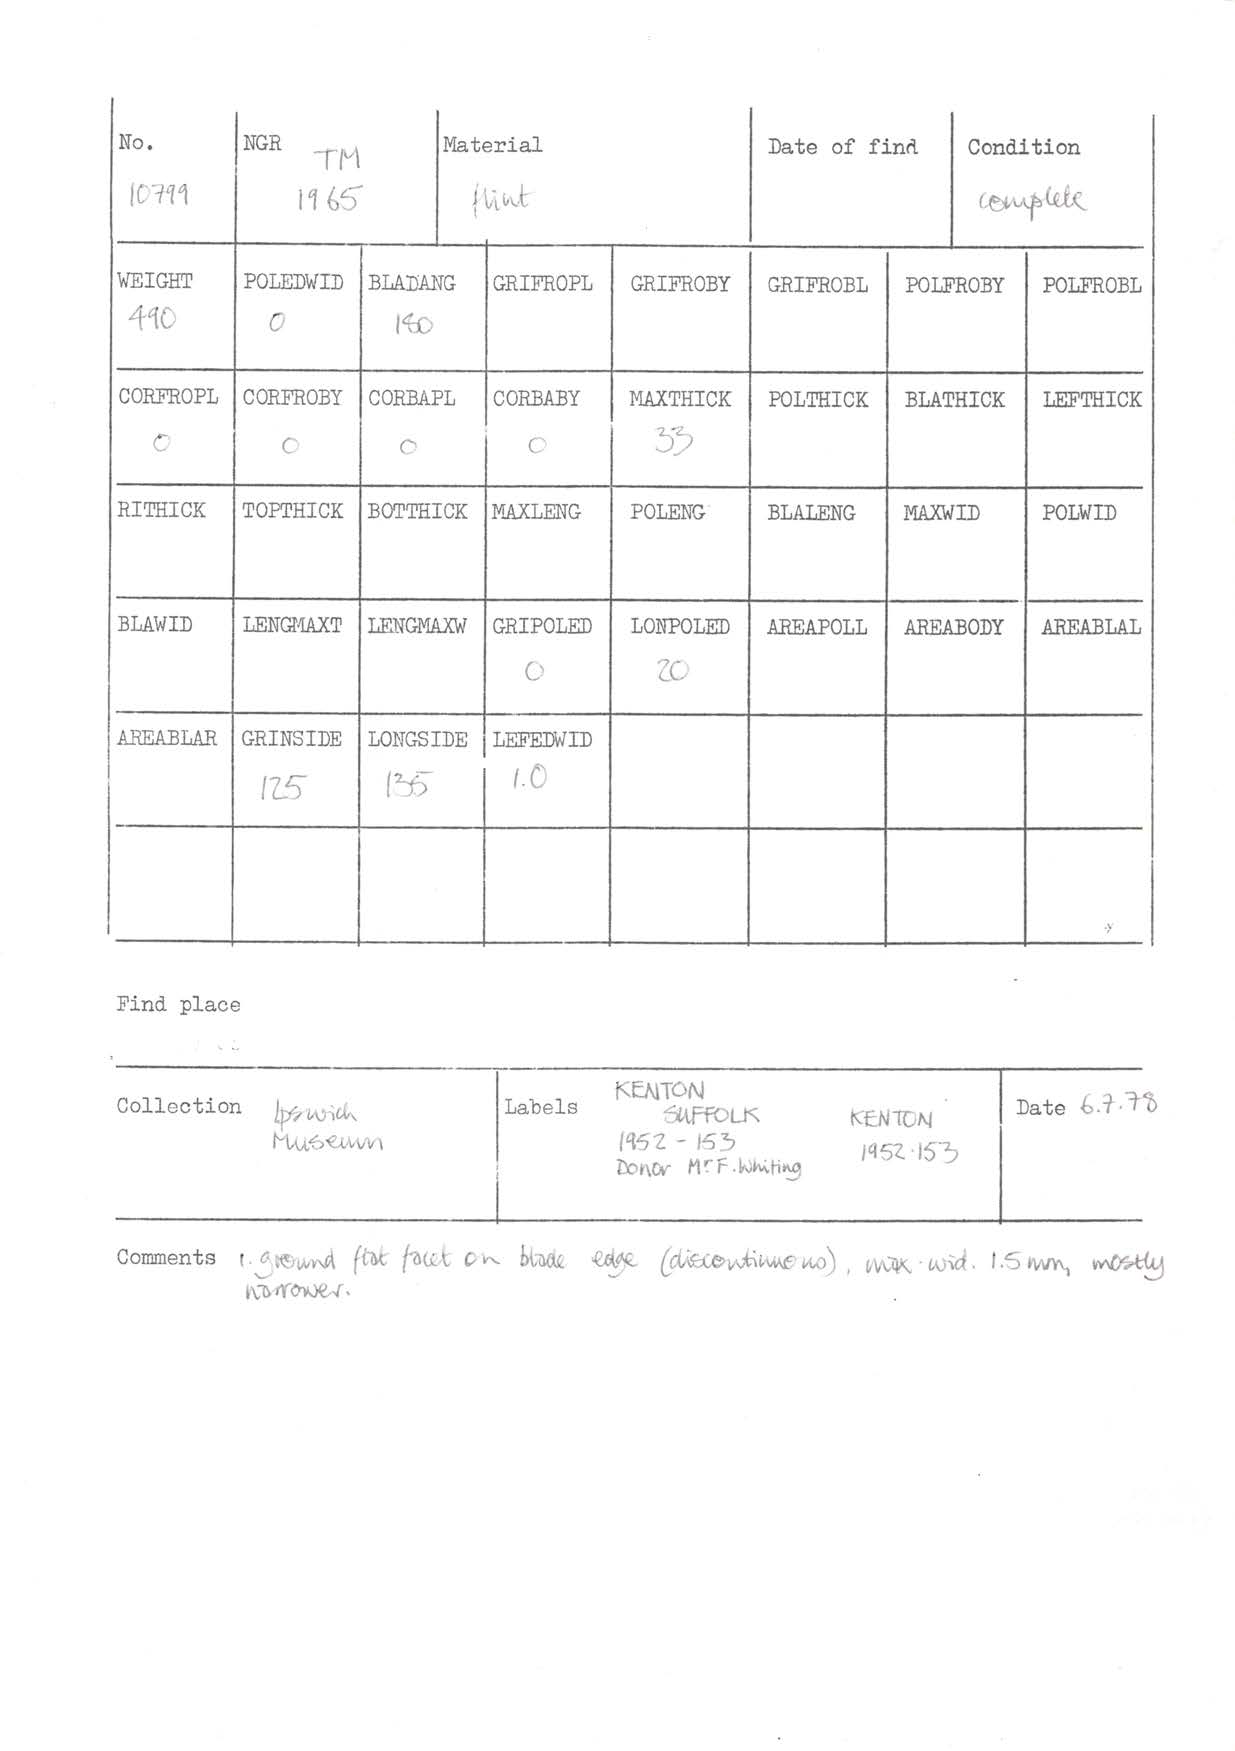 No. NGR Material Date of find Condition
TM
10799 1965 flint complete
WEIGHT POLEDWID BLADANG GRIFROPL GRIFROBY GRIFROBL POLFROBY POLFROBL
490 0 180
CORFROPL CORFROBY CORBAPL CORBABY MAXTHICK POLTHICK BLATHICK LEFTHICK
0 0 0 0 33
RITHICK TOPTHICK BOTTHICK MAXLENG POLENG BLALENG MAXWID POLWID
BLAWID LENGMAXT LENGMAXW GRIPOLED LONPOLED AREAPOLL AREABODY AREABLAL
0 20
AREABLAR GRINSIDE LONGSIDE LEFEDWID
125 135 1.0
Find place
Collection Ipswich
Museum
Labels KENTON
SUFFOLK
1952 - 153
Donor Mr F. Whiting
KENTON
1952.153
Date 6.7.78
Comments 1. ground flat facet on blade edge (discontinuous), max. wid. 1.5mm, mostly
narrower.